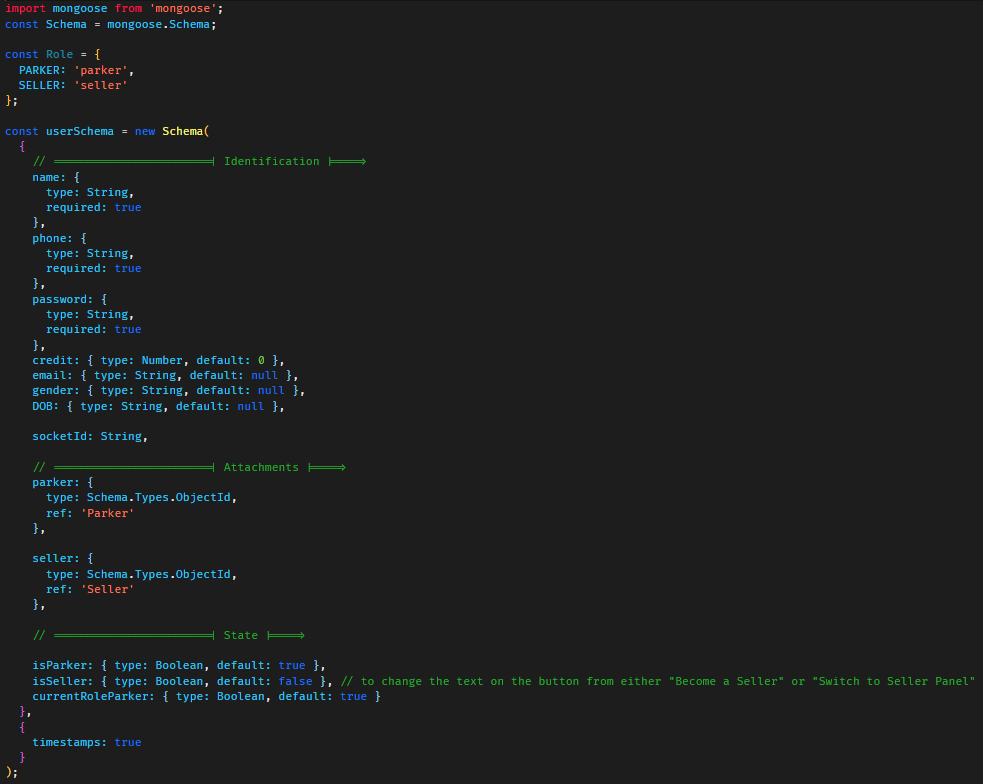 import mongoose from 'mongoose';
const Schema = mongoose.Schema;
const Role = {
  PARKER: 'parker',
  SELLER: 'seller'
};
const userSchema = new Schema(
  {
    // =======================| Identification |=====>
    name: {
      type: String,
      required: true
    },
    phone: {
      type: String,
      required: true
    },
    password: {
      type: String,
      required: true
    },
    credit: { type: Number, default: 0 },
    email: { type: String, default: null },
    gender: { type: String, default: null },
    DOB: { type: String, default: null },
    socketId: String,
    // =======================| Attachments |=====>
    parker: {
      type: Schema.Types.ObjectId,
      ref: 'Parker'
    },
    seller: {
      type: Schema.Types.ObjectId,
      ref: 'Seller'
    },
    // =======================| State |=====>
    isParker: { type: Boolean, default: true },
    isSeller: { type: Boolean, default: false }, // to change the text on the button from either "Become a Seller" or "Switch to Seller Panel"
    currentRoleParker: { type: Boolean, default: true }
  },
  {
    timestamps: true
  }
);